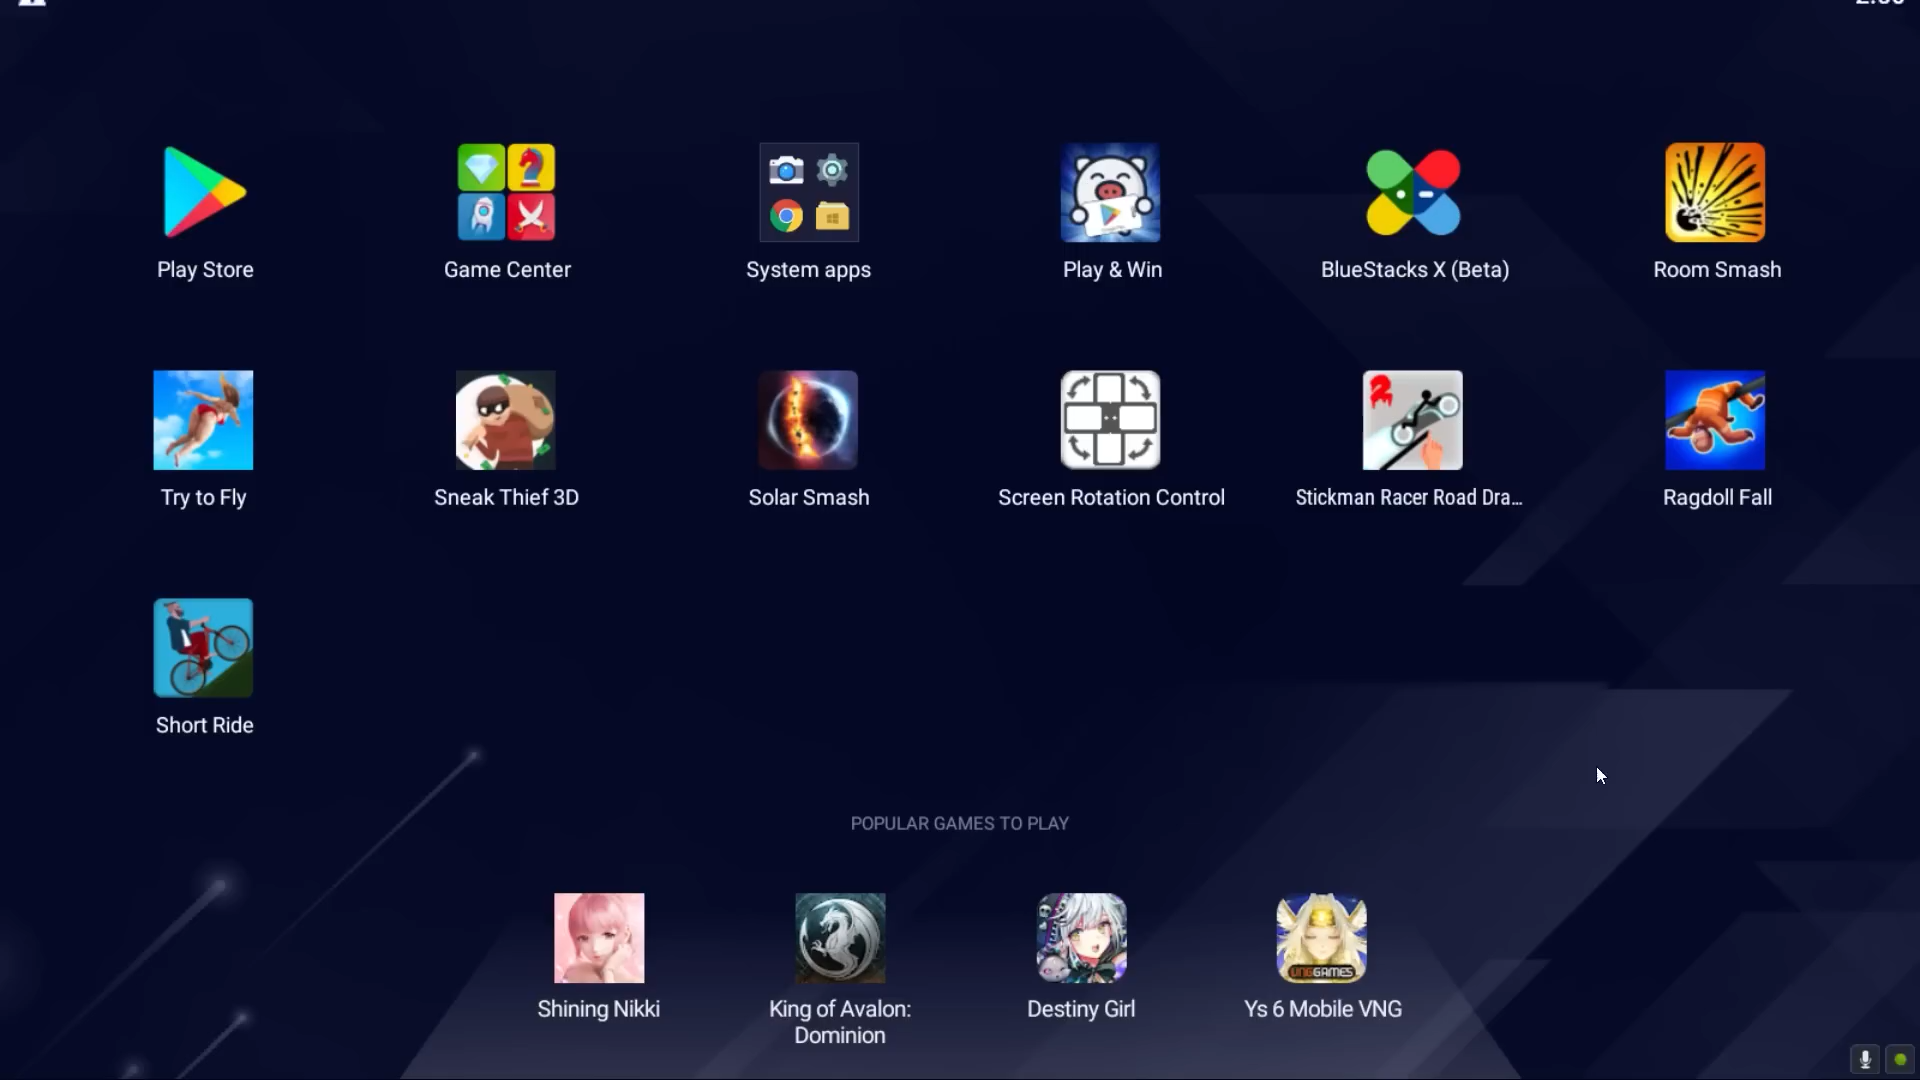 Play Store
Game Center
System apps
Play & Win
BlueStacks X (Beta)
Room Smash
Try to Fly
Sneak Thief 3D
Solar Smash
Screen Rotation Control
2
Stickman Racer Road Dra...
Ragdoll Fall
Short Ride
POPULAR GAMES TO PLAY
VNGGAMES
Shining Nikki
King of Avalon:
Dominion
Destiny Girl
Ys 6 Mobile VNG